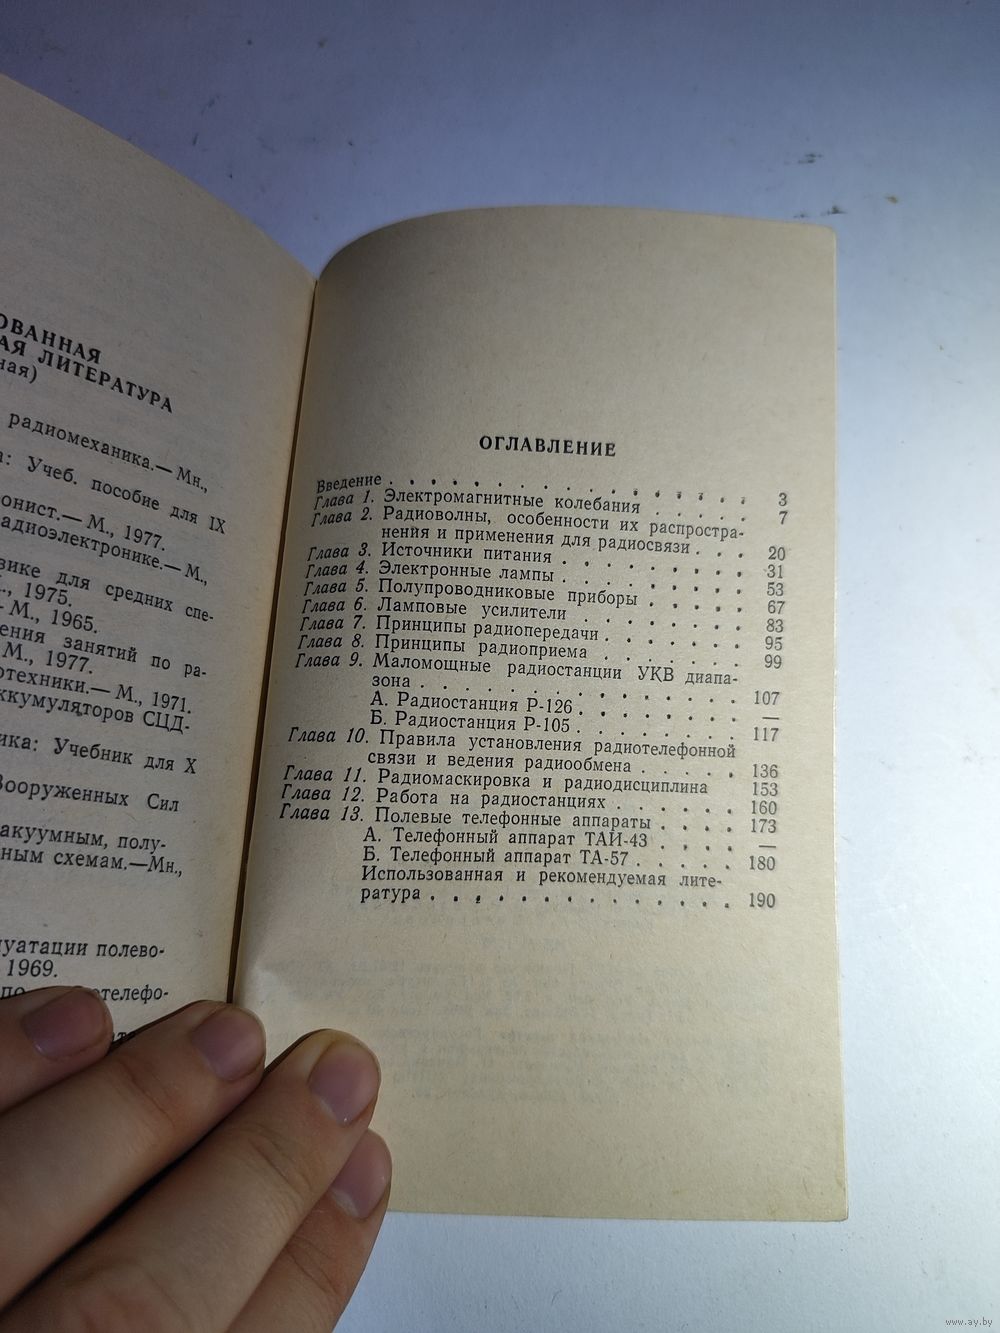 ОВАННАЯ
АЯ ЛИТЕРАТУРА
ная)
радиомеханика.— Мн.,
а: Учеб. пособие для IX
онист.— М., 1977.
адиоэлектронике.— М.,
зике для средних спе-
., 1975.
– М., 1965.
ения занятий по ра-
М., 1977.
отехники.— М., 1971.
ккумуляторов СЦД-
ика: Учебник для X
Вооруженных Сил
акуумным, полу-
ным схемам.—Мн.,
луатации полево-
1969.
по отелефо-
ОГЛАВЛЕНИЕ
Введение . . . . . . . . . . . . . . 3
Глава 1. Электромагнитные колебания . . . . . 7
Глава 2. Радиоволны, особенности их распростра-
нения и применения для радиосвязи . . . 20
Глава 3. Источники питания . . . . . . . 31
Глава 4. Электронные лампы . . . . . . . 53
Глава 5. Полупроводниковые приборы . . . . 67
Глава 6. Ламповые усилители . . . . . . . 83
Глава 7. Принципы радиопередачи . . . . . . 95
Глава 8. Принципы радиоприема . . . . . . 99
Глава 9. Маломощные радиостанции УКВ диапа-
зона . . . . . . . . . . . . 107
А. Радиостанция Р-126 . . . . . . . —
Б. Радиостанция Р-105 . . . . . . . 117
Глава 10. Правила установления радиотелефонной
связи и ведения радиообмена . . . . . 136
Глава 11. Радиомаскировка и радиодисциплина 153
Глава 12. Работа на радиостанциях . . . . . . 160
Глава 13. Полевые телефонные аппараты . . . . 173
А. Телефонный аппарат ТАИ-43 . . . . —
Б. Телефонный аппарат ТА-57 . . . . . 180
Использованная и рекомендуемая лите-
ратура . . . . . . . . . . . . . 190
www.ay.by